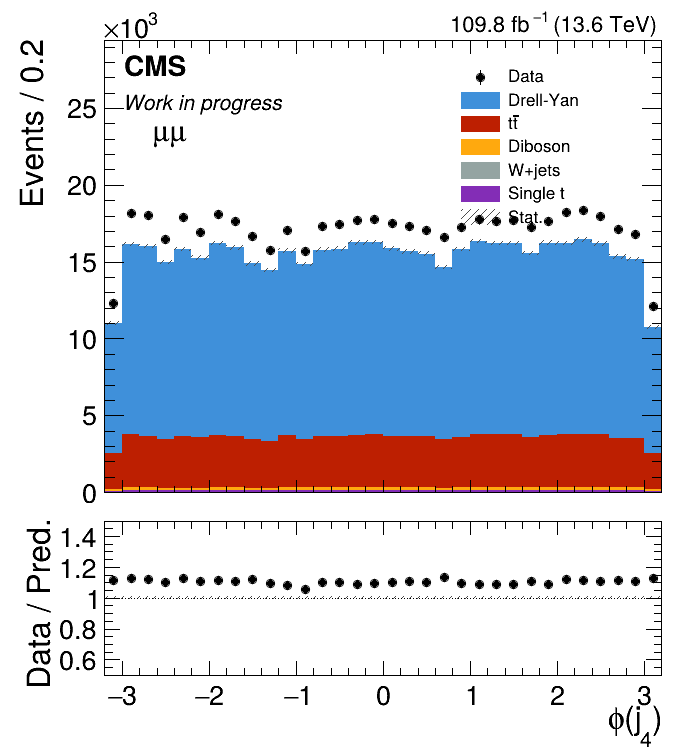 ×10³
109.8 fb⁻¹ (13.6 TeV)
CMS
Work in progress
μμ
Data
Drell-Yan
tt̄
Diboson
W+jets
Single t
Stat.
Events / 0.2
25
20
15
10
5
0
Data / Pred.
1.4
1.2
1
0.8
0.6
−3 −2 −1 0 1 2 3
ϕ(j₄)